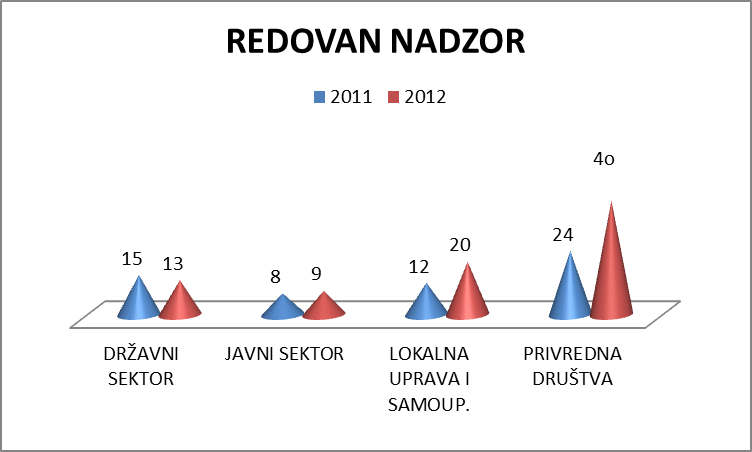 REDOVAN NADZOR
2011 2012
15 13 8 9 12 20 24 4o
DRŽAVNI
SEKTOR
JAVNI SEKTOR
LOKALNA
UPRAVA I
SAMOUP.
PRIVREDNA
DRUŠTVA